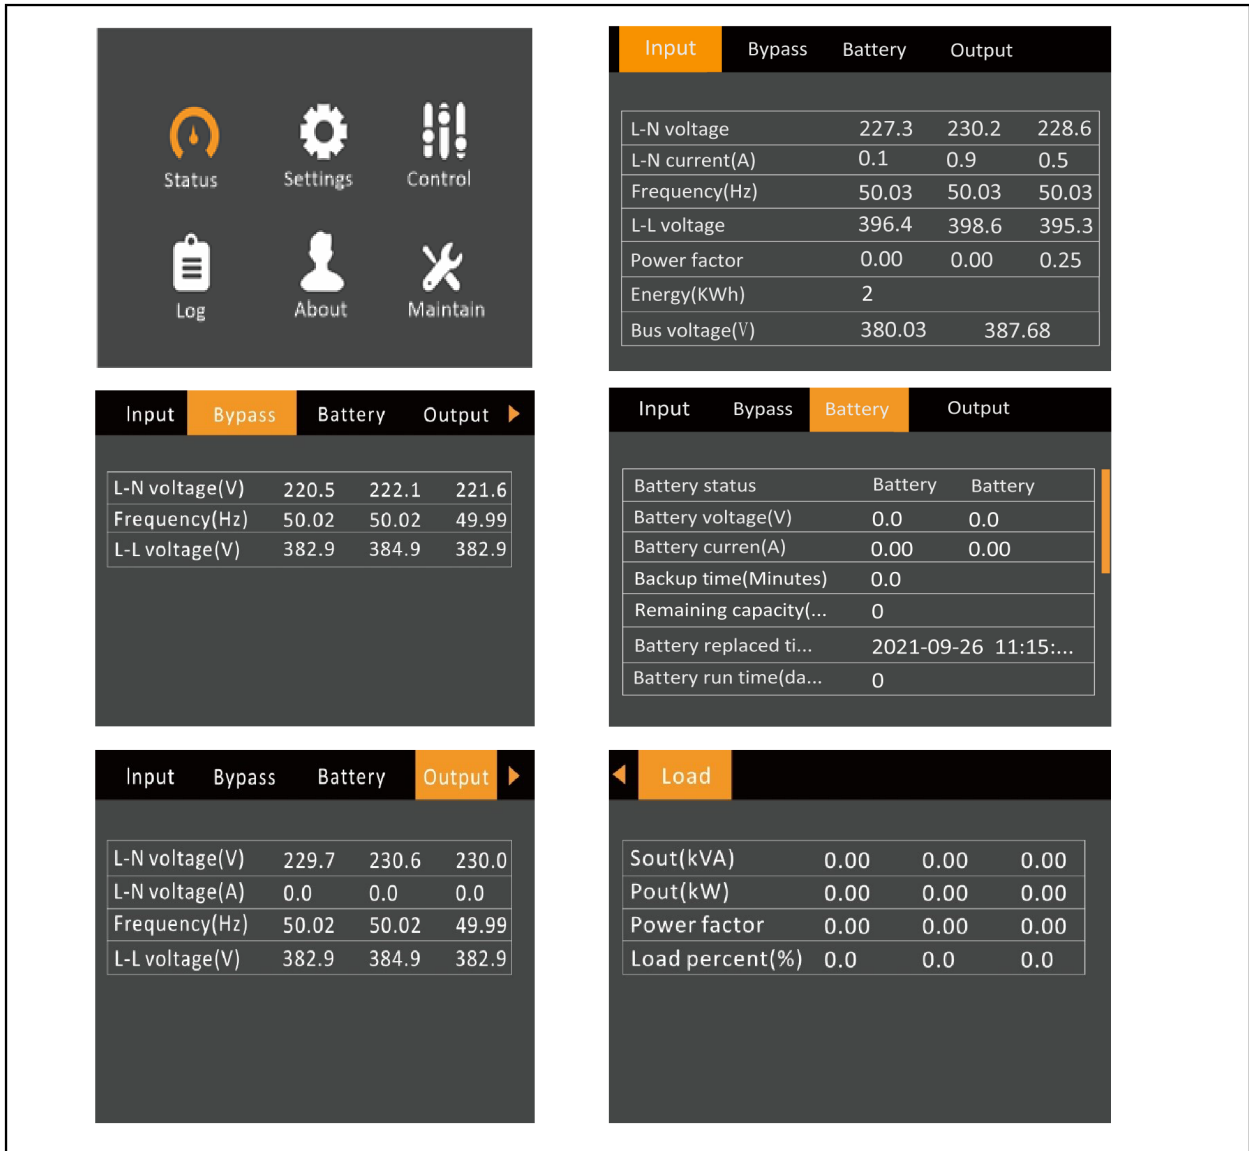 Status Settings Control
Log About Maintain
Input Bypass Battery Output
L-N voltage 227.3 230.2 228.6
L-N current(A) 0.1 0.9 0.5
Frequency(Hz) 50.03 50.03 50.03
L-L voltage 396.4 398.6 395.3
Power factor 0.00 0.00 0.25
Energy(KWh) 2
Bus voltage(V) 380.03 387.68
Input Bypass Battery Output
L-N voltage(V) 220.5 222.1 221.6
Frequency(Hz) 50.02 50.02 49.99
L-L voltage(V) 382.9 384.9 382.9
Input Bypass Battery Output
Battery status Battery Battery
Battery voltage(V) 0.0 0.0
Battery curren(A) 0.00 0.00
Backup time(Minutes) 0.0
Remaining capacity(... 0
Battery replaced ti... 2021-09-26 11:15:...
Battery run time(da... 0
Input Bypass Battery Output
L-N voltage(V) 229.7 230.6 230.0
L-N voltage(A) 0.0 0.0 0.0
Frequency(Hz) 50.02 50.02 49.99
L-L voltage(V) 382.9 384.9 382.9
Load
Sout(kVA) 0.00 0.00 0.00
Pout(kW) 0.00 0.00 0.00
Power factor 0.00 0.00 0.00
Load percent(%) 0.0 0.0 0.0